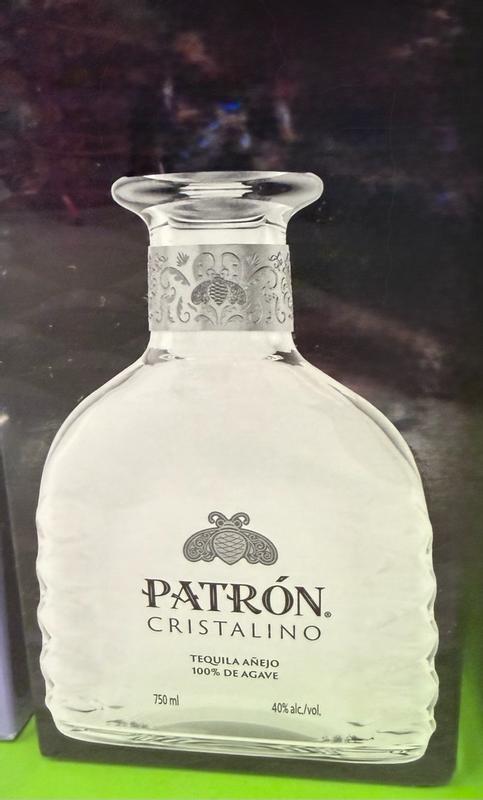 PATRÓN®
CRISTALINO
TEQUILA AÑEJO
100% DE AGAVE
750 ml
40% alc./vol.